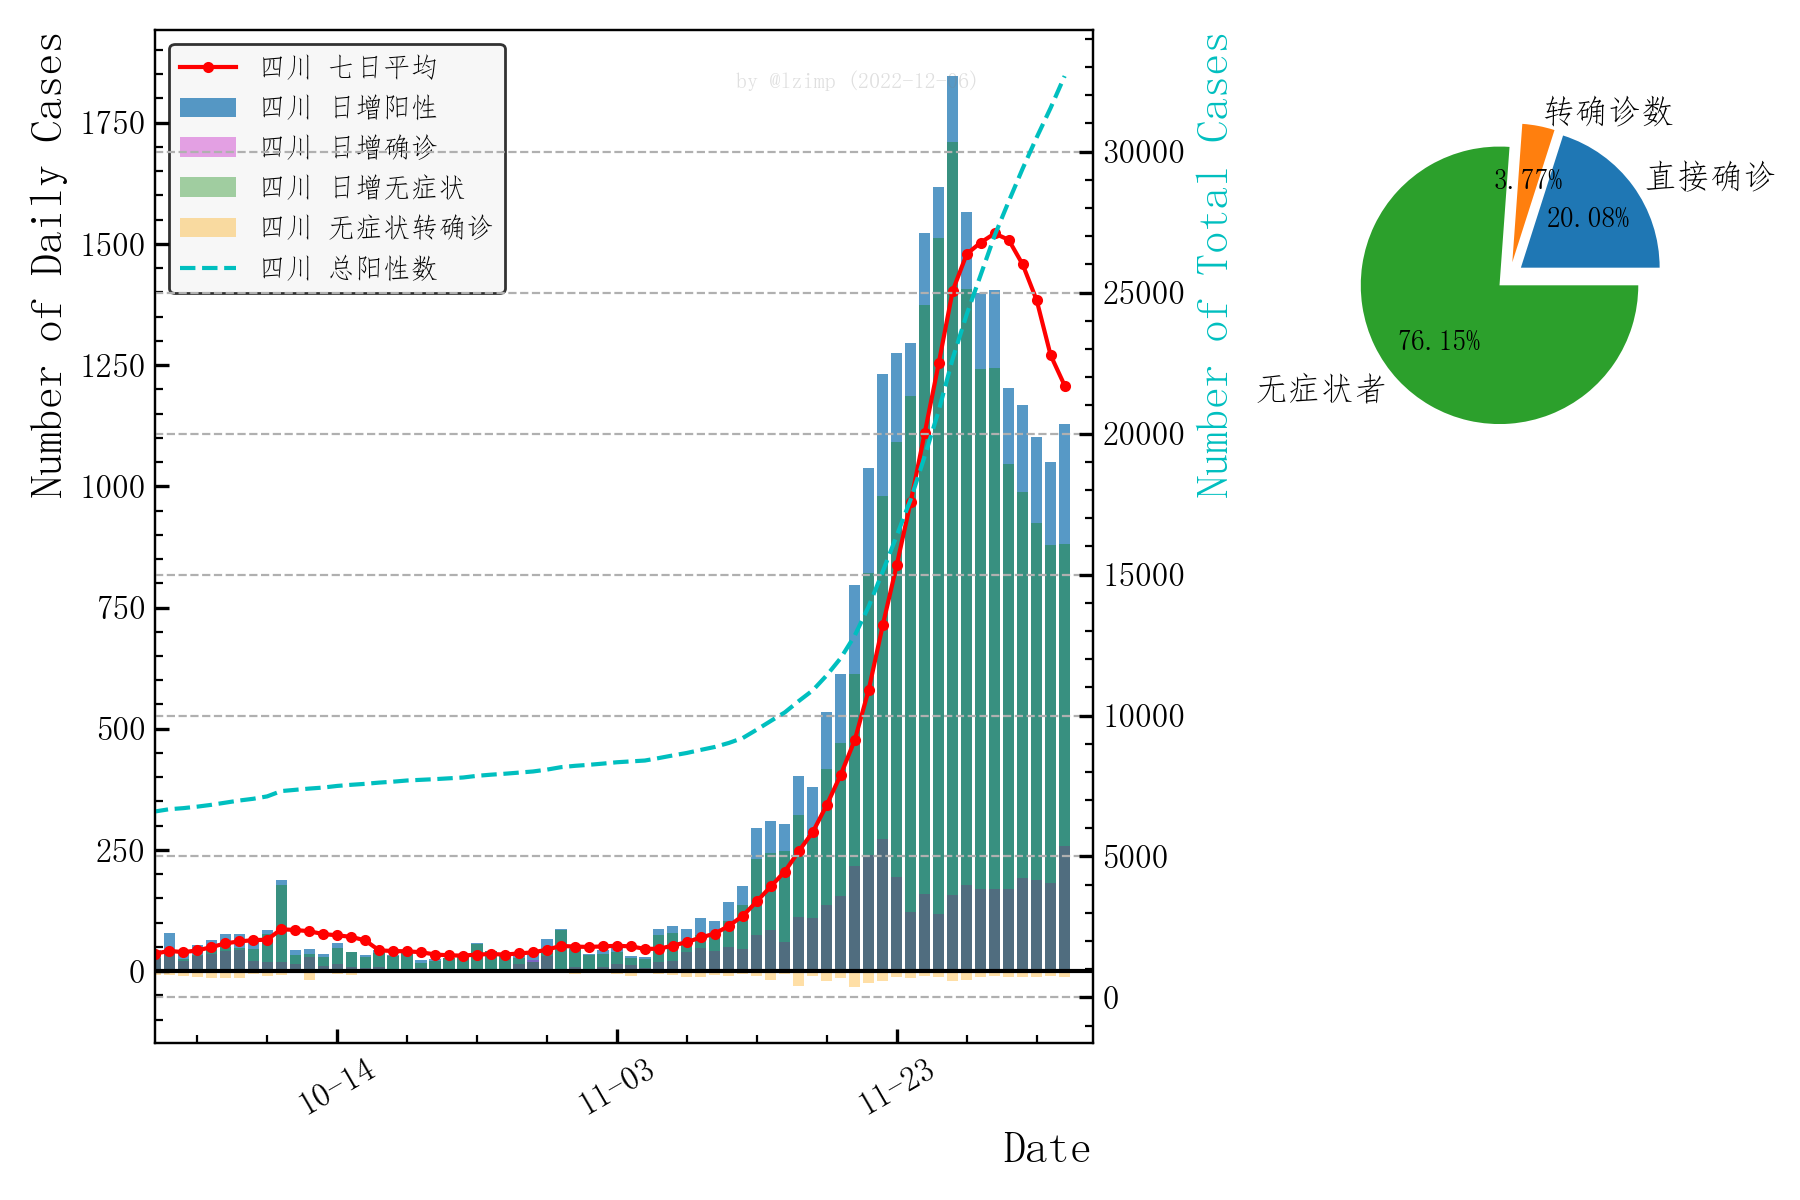 Number of Daily Cases
1750
1500
1250
1000
750
500
250
0
四川 七日平均
四川 日增阳性
四川 日增确诊
四川 日增无症状
四川 无症状转确诊
四川 总阳性数
by @lzimp (2022-12-06)
30000
25000
20000
15000
10000
5000
0
Number of Total Cases
10-14
11-03
11-23
Date
转确诊数
直接确诊
3.77%
20.08%
76.15%
无症状者